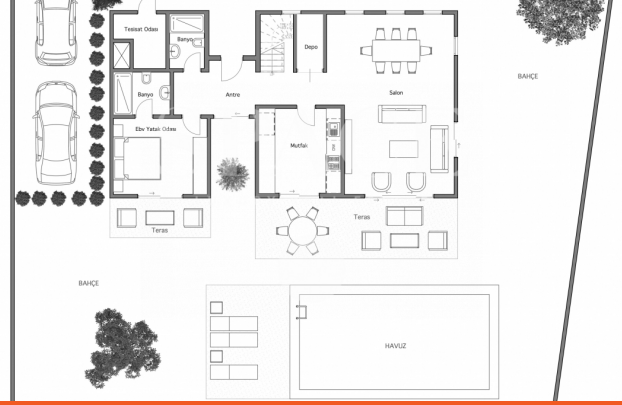 Tesisat Odası
Banyo
Depo
BAHÇE
Banyo
Antre
Salon
Ebv Yatak Odası
Mutfak
Teras
Teras
BAHÇE
HAVUZ